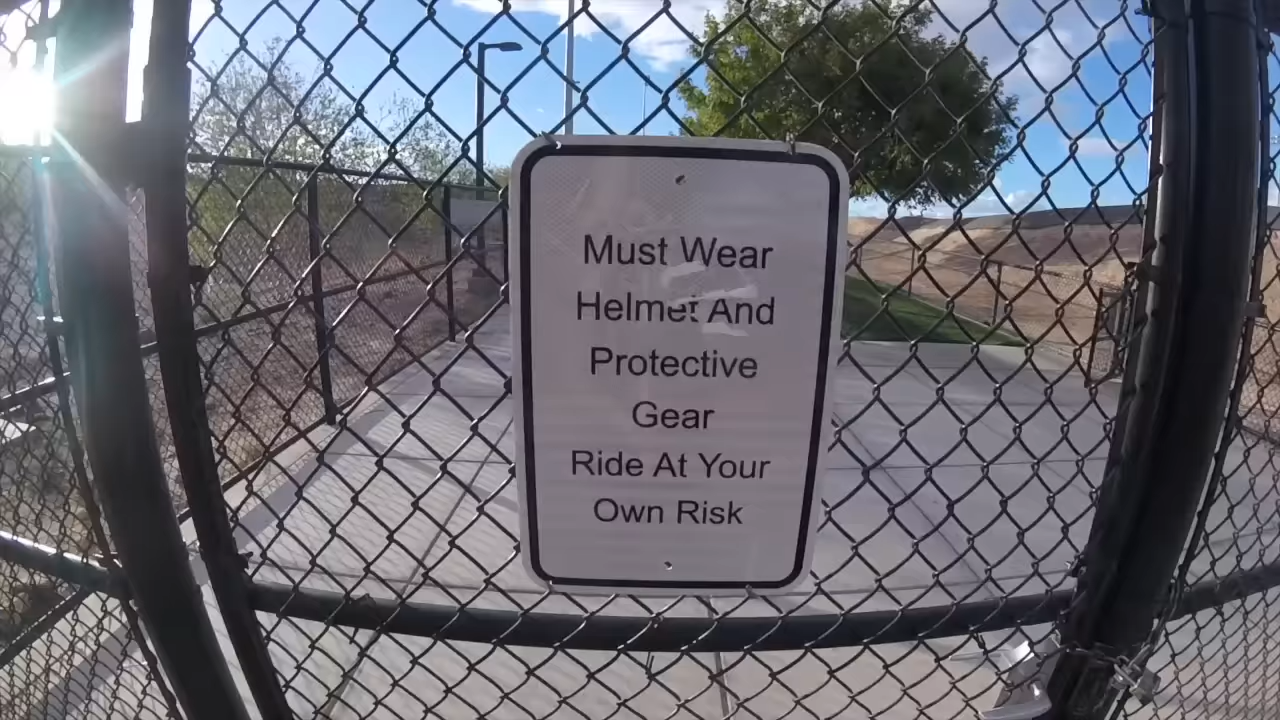 Must Wear
Helmet And
Protective
Gear
Ride At Your
Own Risk